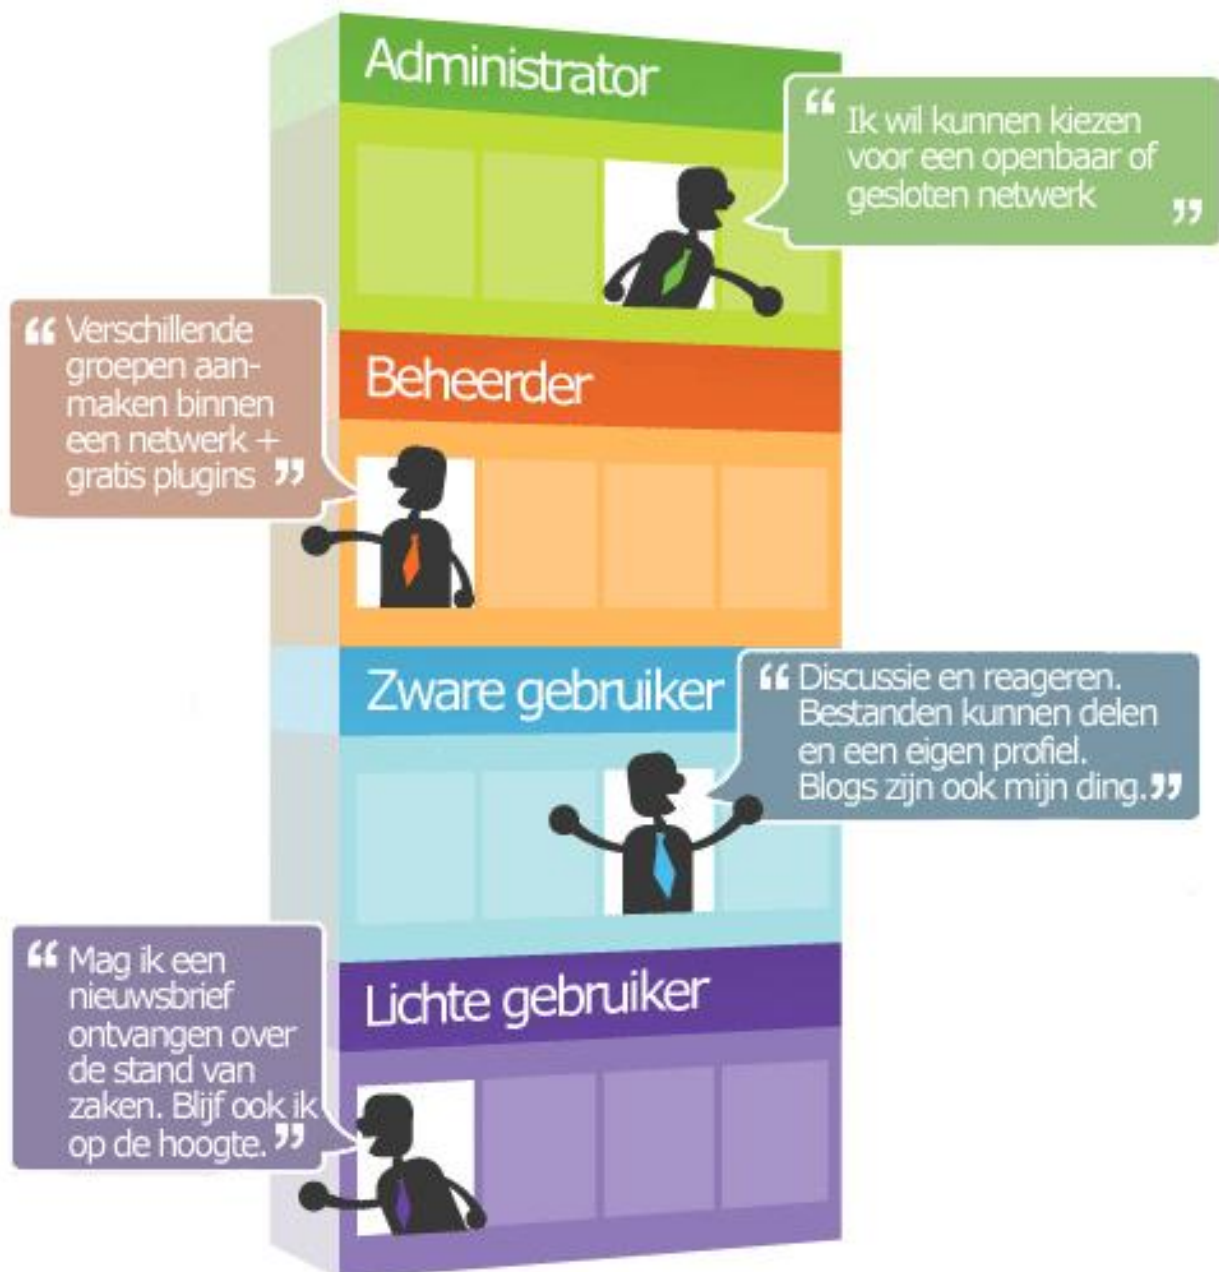 Administrator
“ Ik wil kunnen kiezen
voor een openbaar of
gesloten netwerk ”
“ Verschillende
groepen aan-
maken binnen
een netwerk +
gratis plugins ”
Beheerder
Zware gebruiker
“ Discussie en reageren.
Bestanden kunnen delen
en een eigen profiel.
Blogs zijn ook mijn ding.”
“ Mag ik een
nieuwsbrief
ontvangen over
de stand van
zaken. Blijf ook ik
op de hoogte. ”
Lichte gebruiker